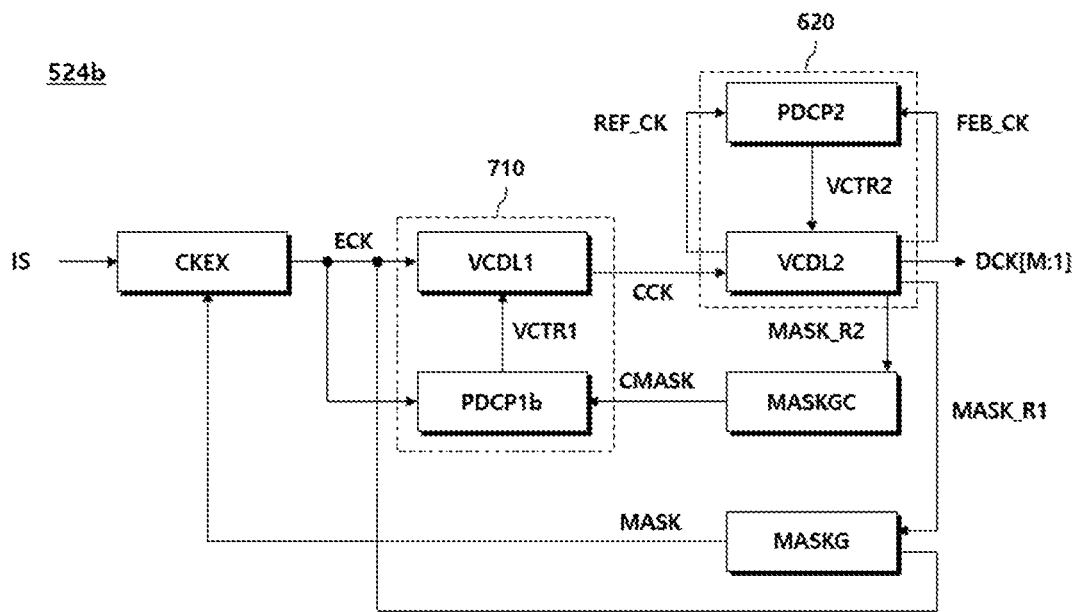 620
524b
PDCP2
REF_CK
FEB_CK
VCTR2
710
IS
CKEX
ECK
VCDL1
CCK
VCDL2
DCK[M:1]
VCTR1
MASK_R2
PDCP1b
CMASK
MASKGC
MASK_R1
MASK
MASKG